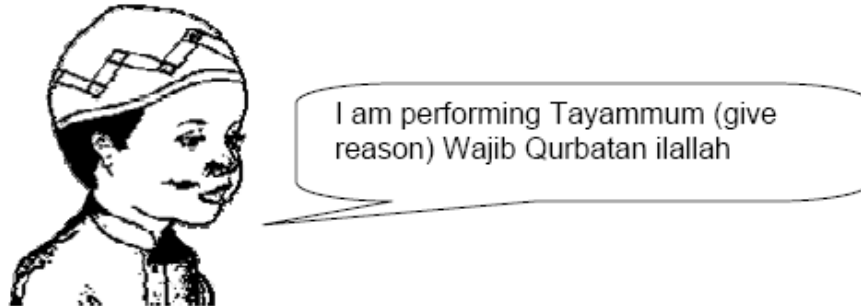 I am performing Tayammum (give
reason) Wajib Qurbatan ilallah